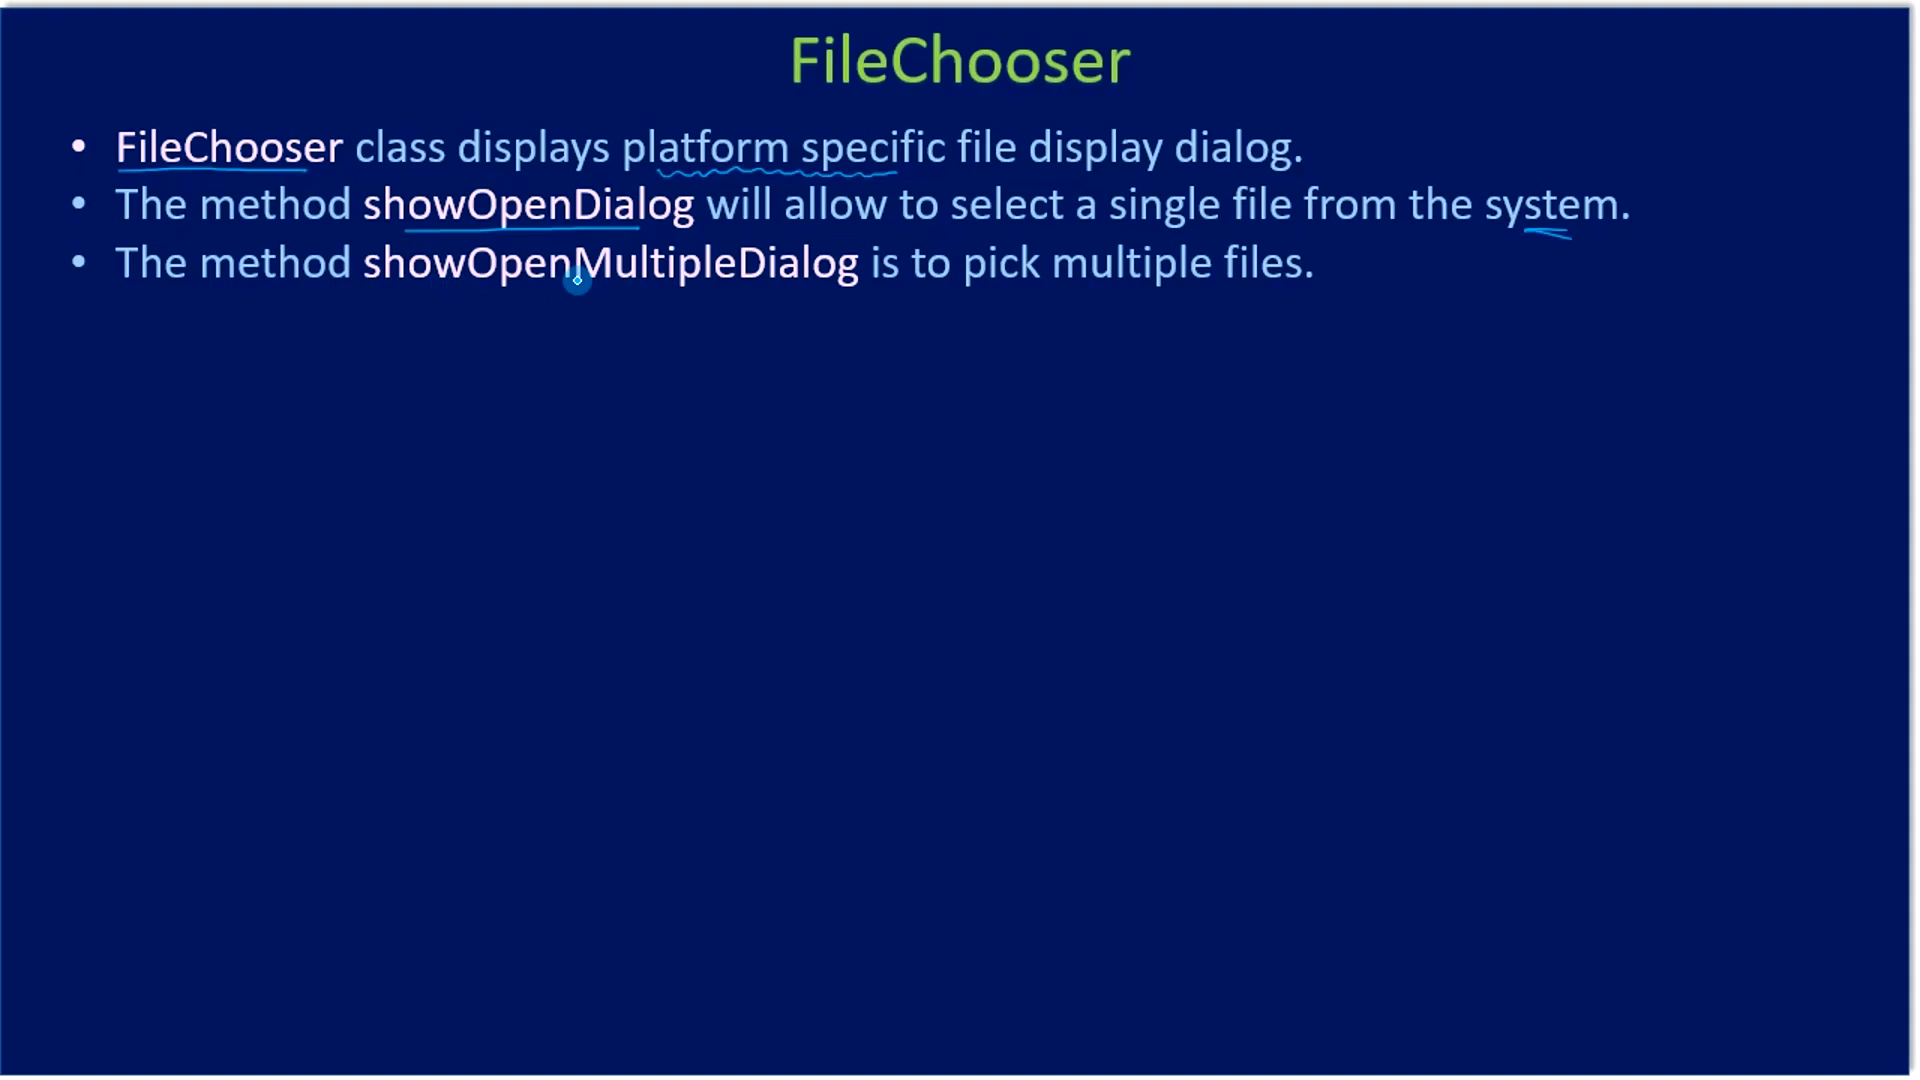 FileChooser
• FileChooser class displays platform specific file display dialog.
• The method showOpenDialog will allow to select a single file from the system.
• The method showOpenMultipleDialog is to pick multiple files.